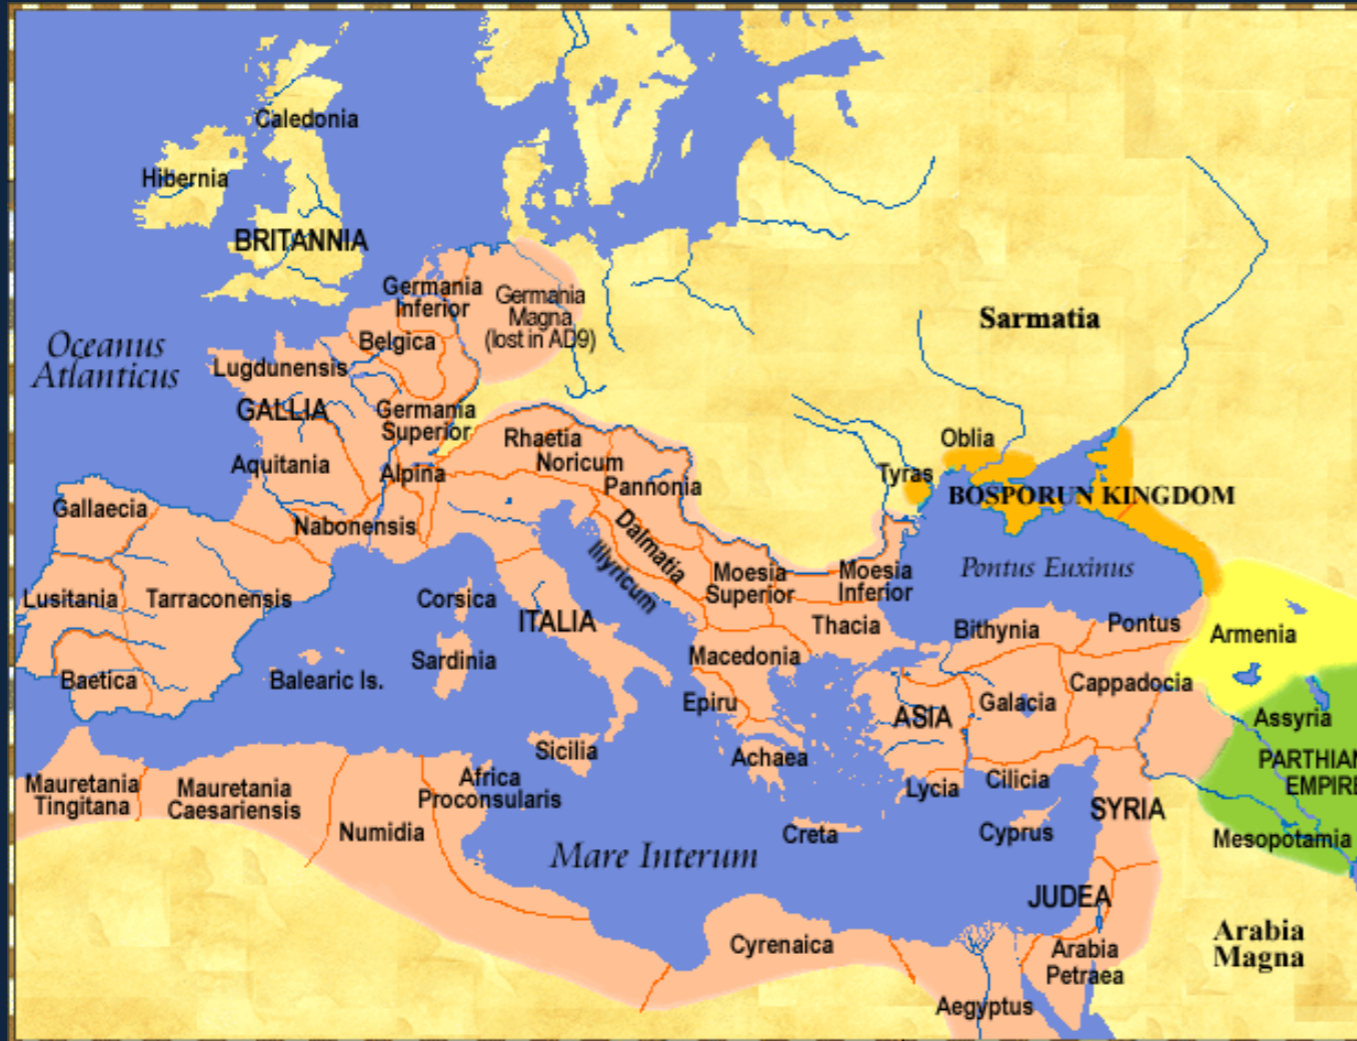 Caledonia
Hibernia
BRITANNIA
Germania
Inferior
Germania
Magna
(lost in AD9)
Sarmatia
Oceanus
Atlanticus
Belgica
Lugdunensis
GALLIA
Germania
Superior
Rhaetia
Noricum
Oblia
Aquitania
Alpina
Pannonia
Tyras
BOSPORUN KINGDOM
Gallaecia
Nabonensis
Dalmatia
Illyricum
Moesia
Superior
Moesia
Inferior
Pontus Euxinus
Lusitania
Tarraconensis
Corsica
ITALIA
Thacia
Bithynia
Pontus
Armenia
Baetica
Balearic Is.
Sardinia
Macedonia
Epiru
Galacia
Cappadocia
ASIA
Assyria
Sicilia
Achaea
PARTHIAN
EMPIRE
Mauretania
Tingitana
Mauretania
Caesariensis
Africa
Proconsularis
Lycia
Cilicia
SYRIA
Numidia
Creta
Cyprus
Mesopotamia
Mare Interum
JUDEA
Cyrenaica
Arabia
Petraea
Arabia
Magna
Aegyptus